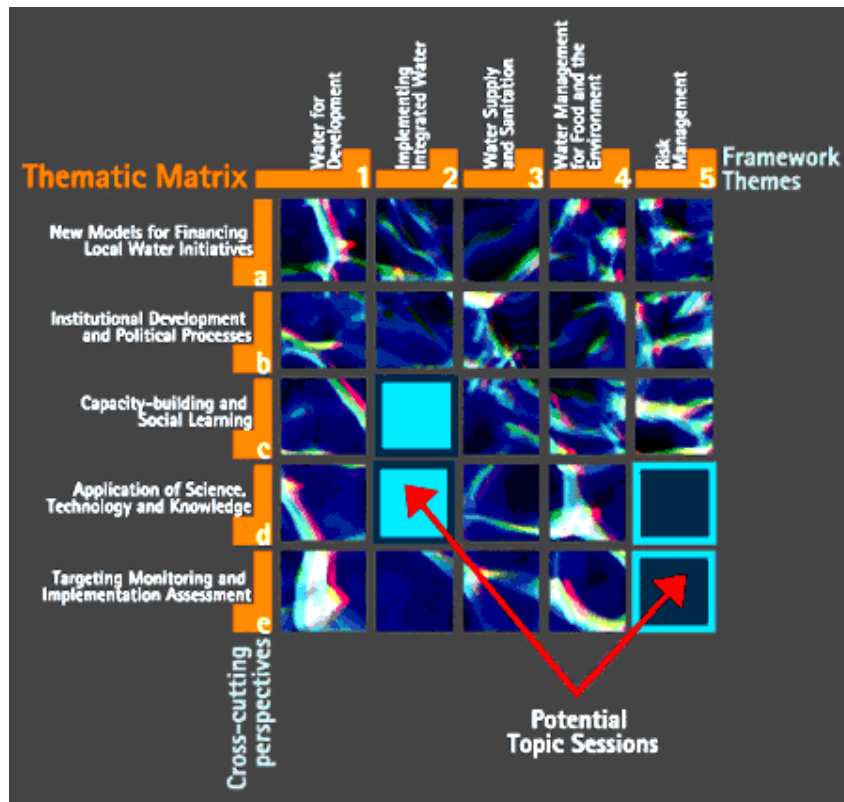 Water for
Development
Implementing
Integrated Water
Water Supply
and Sanitation
Water Management
for Food and the
Environment
Risk
Management
Thematic Matrix
1
2
3
4
5
Framework
Themes
New Models for Financing
Local Water Initiatives
a
Institutional Development
and Political Processes
b
Capacity-building and
Social Learning
c
Application of Science,
Technology and Knowledge
d
Targeting Monitoring and
Implementation Assessment
e
Cross-cutting
perspectives
Potential
Topic Sessions